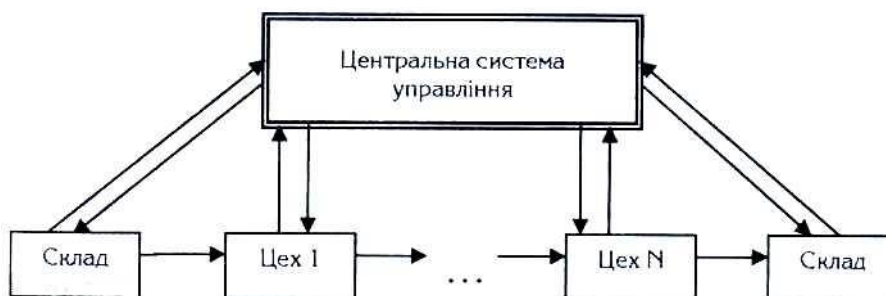 Центральна система
управління
Склад
Цех 1
...
Цех N
Склад